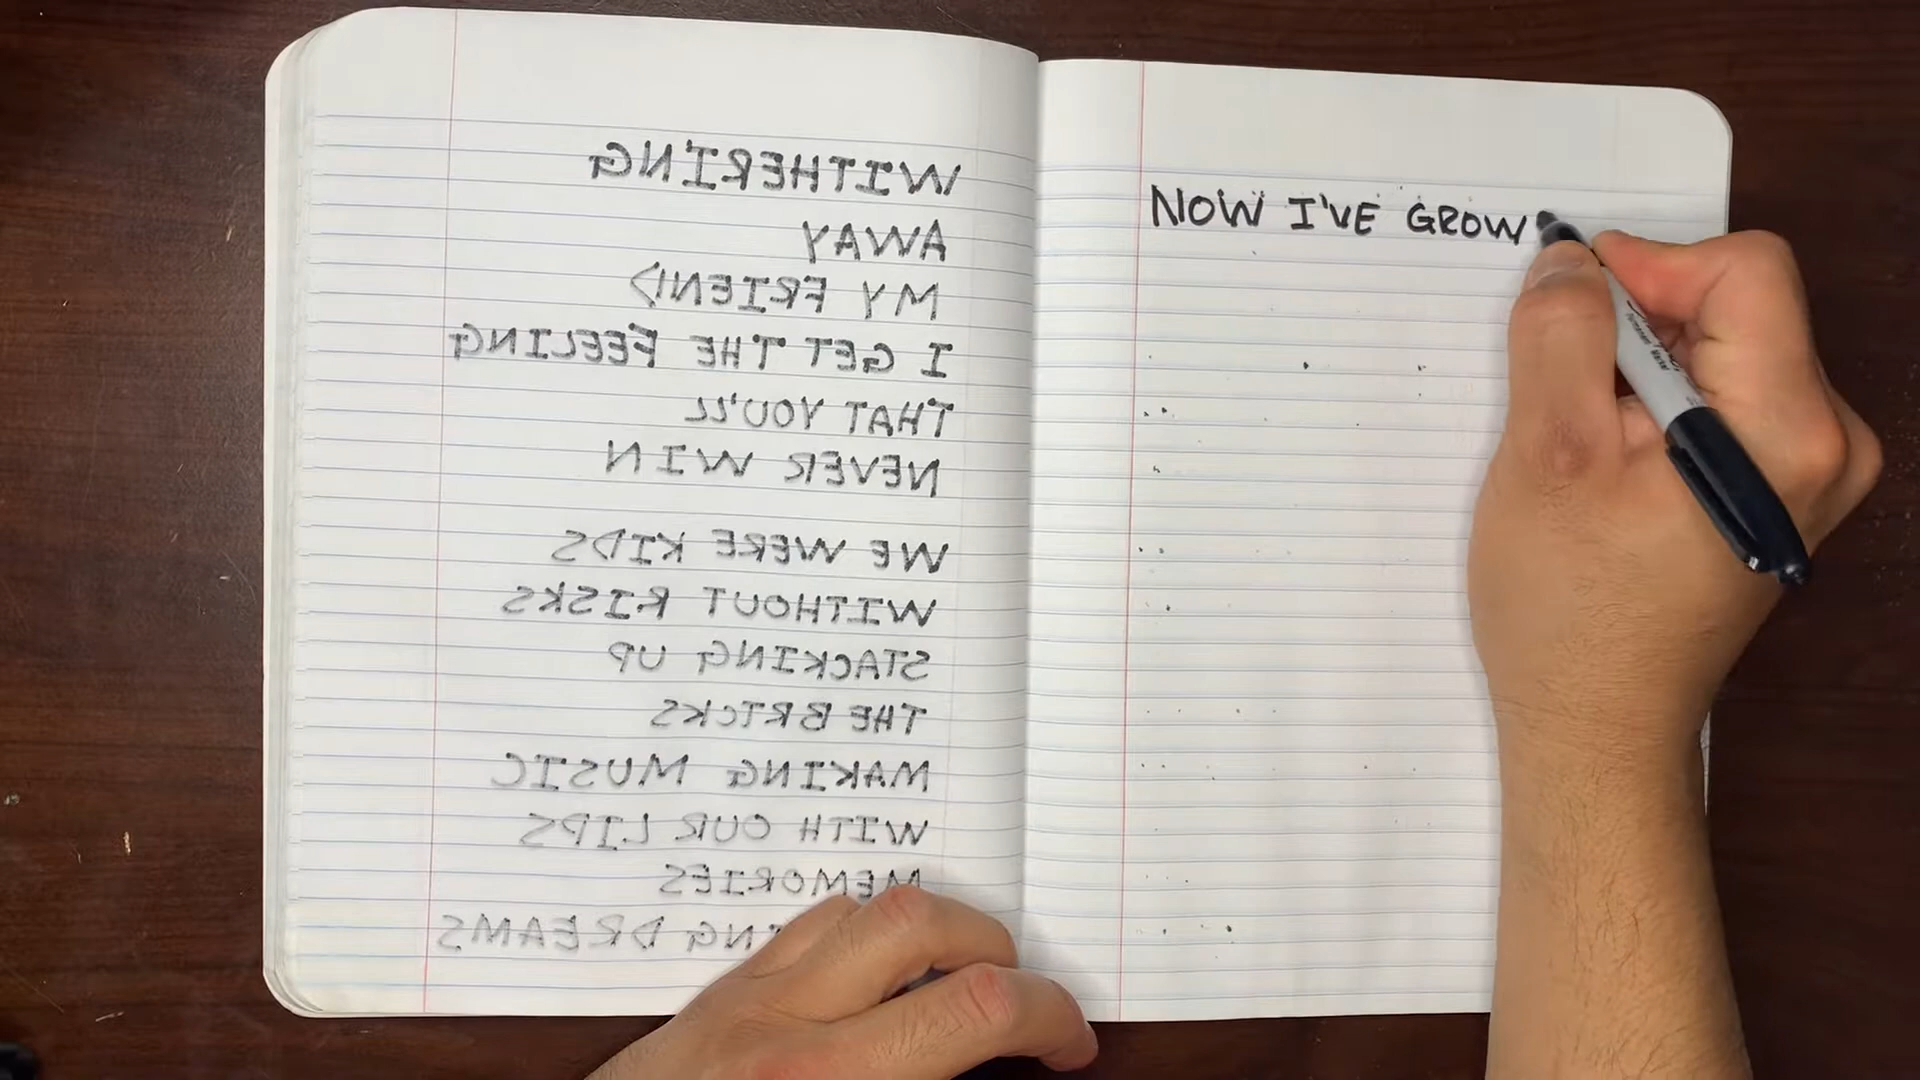 WITHERING
AWAY
MY FRIEND
I GET THE FEELING
THAT YOU'LL
NEVER WIN
WE WERE KIDS
WITHOUT RISKS
STACKING UP
THE BRICKS
MAKING MUSIC
WITH OUR LIPS
MEMORIES
DREAMS
NOW I'VE GROW